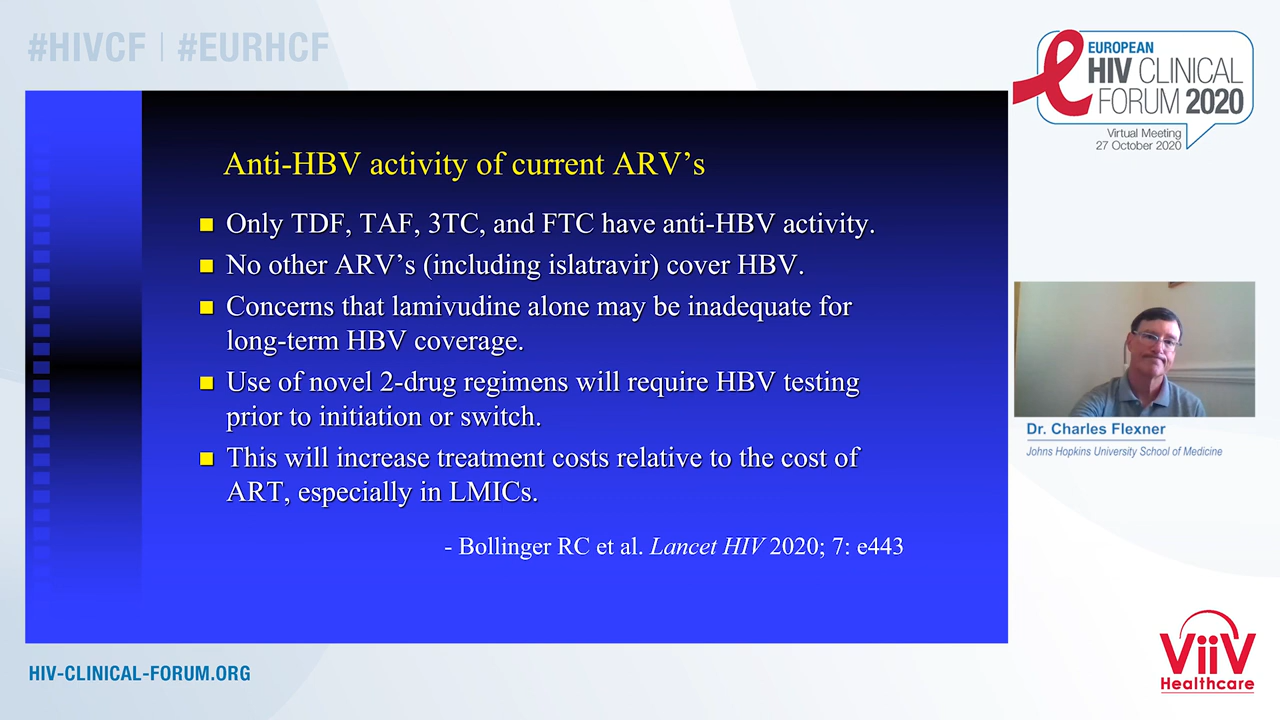 #HIVCF | #EURHCF
EUROPEAN
HIV CLINICAL
FORUM 2020
Virtual Meeting
27 October 2020
Anti-HBV activity of current ARV’s
Only TDF, TAF, 3TC, and FTC have anti-HBV activity.
No other ARV’s (including islatravir) cover HBV.
Concerns that lamivudine alone may be inadequate for
long-term HBV coverage.
Use of novel 2-drug regimens will require HBV testing
prior to initiation or switch.
This will increase treatment costs relative to the cost of
ART, especially in LMICs.
- Bollinger RC et al. Lancet HIV 2020; 7: e443
Dr. Charles Flexner
Johns Hopkins University School of Medicine
HIV-CLINICAL-FORUM.ORG
ViiV
Healthcare